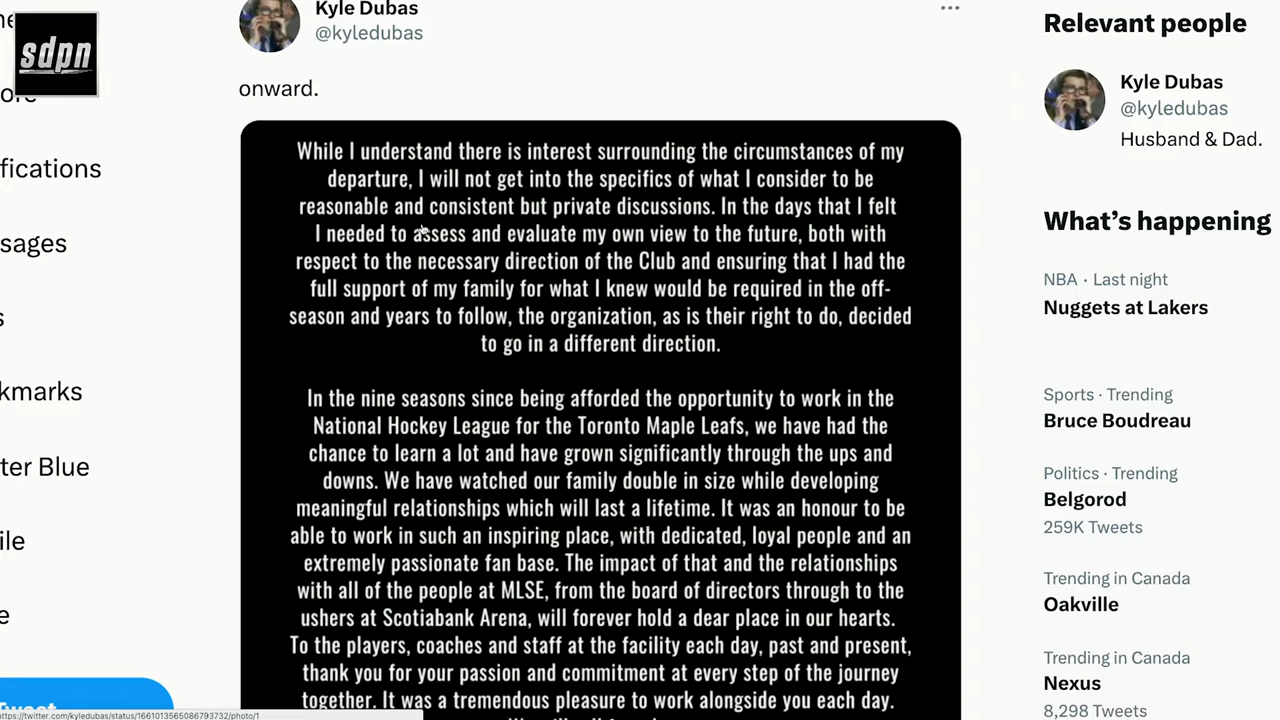 sdpn
Kyle Dubas
@kyledubas
onward.
While I understand there is interest surrounding the circumstances of my
departure, I will not get into the specifics of what I consider to be
reasonable and consistent but private discussions. In the days that I felt
I needed to assess and evaluate my own view to the future, both with
respect to the necessary direction of the Club and ensuring that I had the
full support of my family for what I knew would be required in the off-
season and years to follow, the organization, as is their right to do, decided
to go in a different direction.
In the nine seasons since being afforded the opportunity to work in the
National Hockey League for the Toronto Maple Leafs, we have had the
chance to learn a lot and have grown significantly through the ups and
downs. We have watched our family double in size while developing
meaningful relationships which will last a lifetime. It was an honour to be
able to work in such an inspiring place, with dedicated, loyal people and an
extremely passionate fan base. The impact of that and the relationships
with all of the people at MLSE, from the board of directors through to the
ushers at Scotiabank Arena, will forever hold a dear place in our hearts.
To the players, coaches and staff at the facility each day, past and present,
thank you for your passion and commitment at every step of the journey
together. It was a tremendous pleasure to work alongside you each day.
fications
sages
s
kmarks
ter Blue
ile
e
Tweet
https://twitter.com/kyledubas/status/1661013565086793732/photo/1
Relevant people
Kyle Dubas
@kyledubas
Husband & Dad.
What's happening
NBA · Last night
Nuggets at Lakers
Sports · Trending
Bruce Boudreau
Politics · Trending
Belgorod
259K Tweets
Trending in Canada
Oakville
Trending in Canada
Nexus
8,298 Tweets